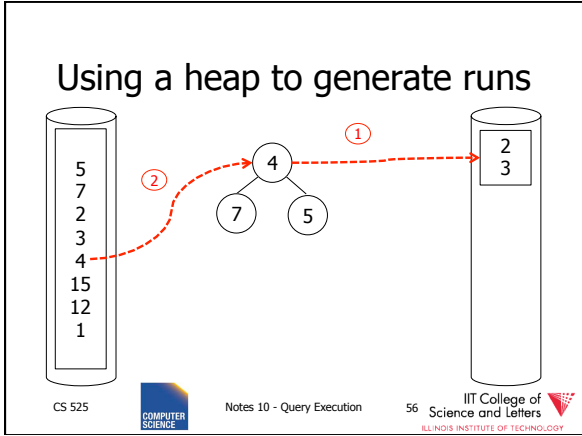 Using a heap to generate runs
5
7
2
3
4
15
12
1
2
4
7
5
1
2
3
CS 525
COMPUTER
SCIENCE
Notes 10 - Query Execution
56
IIT College of
Science and Letters
ILLINOIS INSTITUTE OF TECHNOLOGY